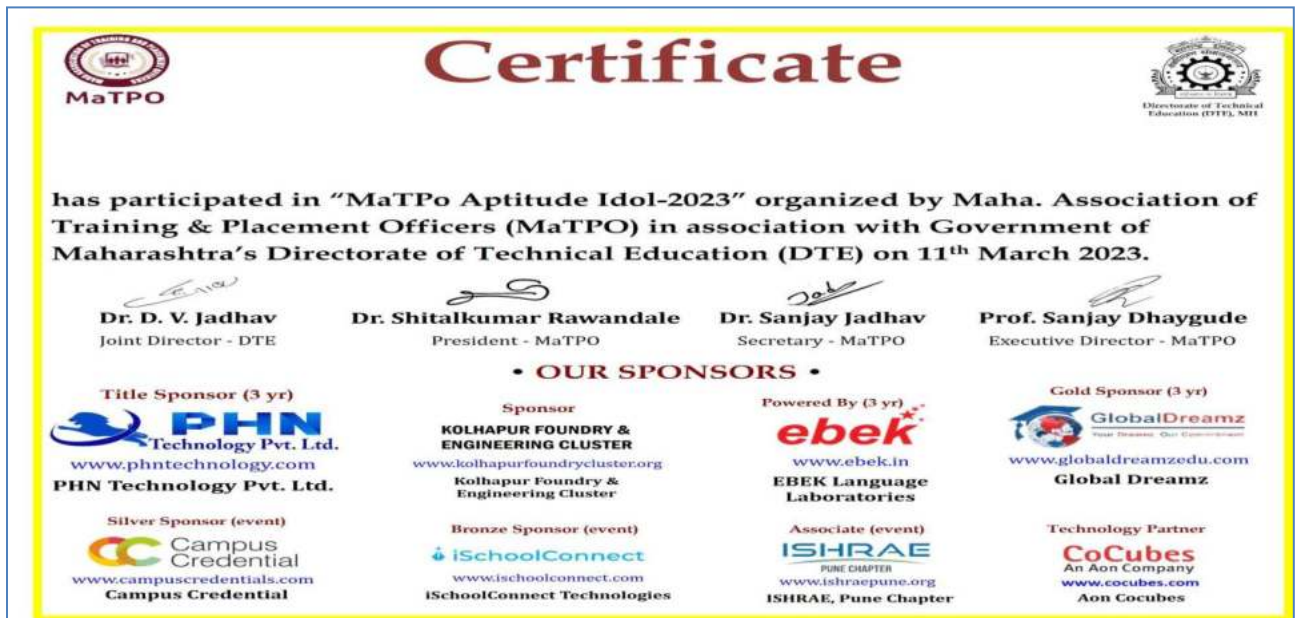 Certificate
MaTPO
Directorate of Technical
Education (DTE), MH
has participated in “MaTPo Aptitude Idol-2023” organized by Maha. Association of
Training & Placement Officers (MaTPO) in association with Government of
Maharashtra’s Directorate of Technical Education (DTE) on 11th March 2023.
Dr. D. V. Jadhav
Joint Director - DTE
Dr. Shitalkumar Rawandale
President - MaTPO
Dr. Sanjay Jadhav
Secretary - MaTPO
Prof. Sanjay Dhaygude
Executive Director - MaTPO
• OUR SPONSORS •
Title Sponsor (3 yr)
PHN
Technology Pvt. Ltd.
www.phntechnology.com
PHN Technology Pvt. Ltd.
Sponsor
KOLHAPUR FOUNDRY &
ENGINEERING CLUSTER
www.kolhapurfoundrycluster.org
Kolhapur Foundry &
Engineering Cluster
Powered By (3 yr)
ebek
www.ebek.in
EBEK Language
Laboratories
Gold Sponsor (3 yr)
GlobalDreamz
Your Dreamz, Our Commitment
www.globaldreamzedu.com
Global Dreamz
Silver Sponsor (event)
Campus
Credential
www.campuscredentials.com
Campus Credential
Bronze Sponsor (event)
iSchoolConnect
www.ischoolconnect.com
iSchoolConnect Technologies
Associate (event)
ISHRAE
PUNE CHAPTER
www.ishraepune.org
ISHRAE, Pune Chapter
Technology Partner
CoCubes
An Aon Company
www.cocubes.com
Aon Cocubes